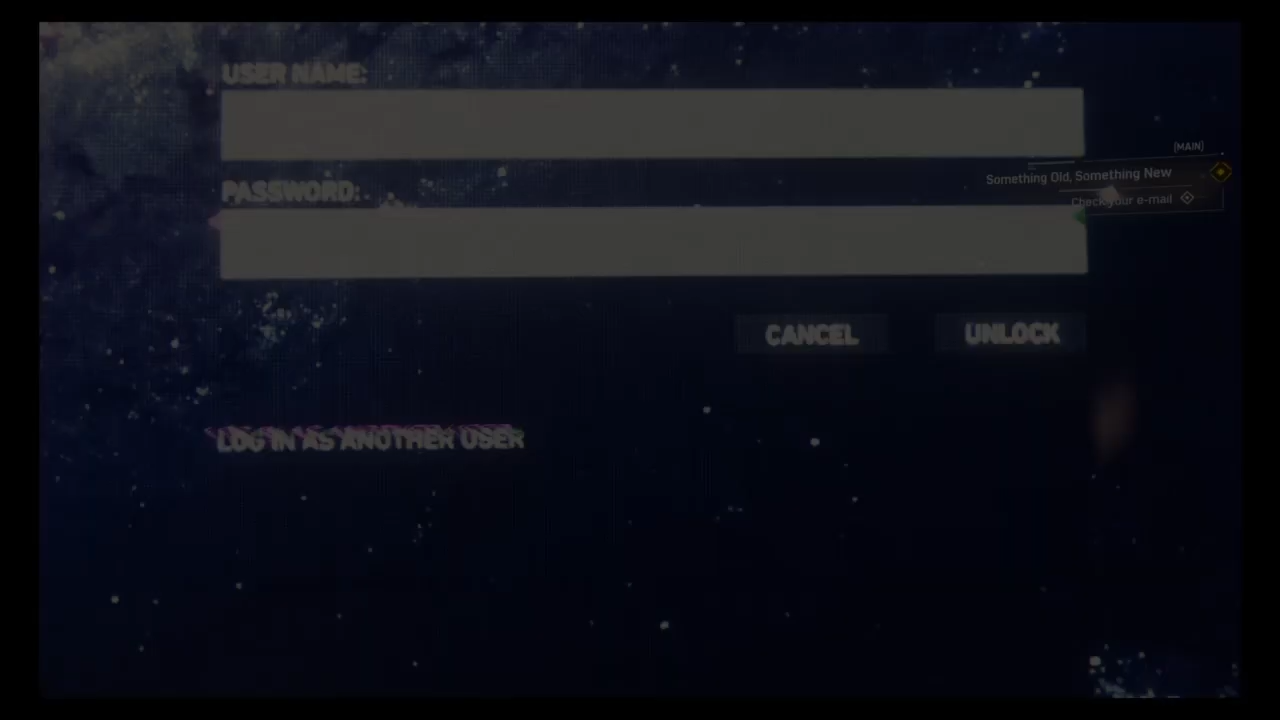 USER NAME:
(MAIN)
Something Old, Something New
PASSWORD:
Check your e-mail
CANCEL
UNLOCK
LOG IN AS ANOTHER USER